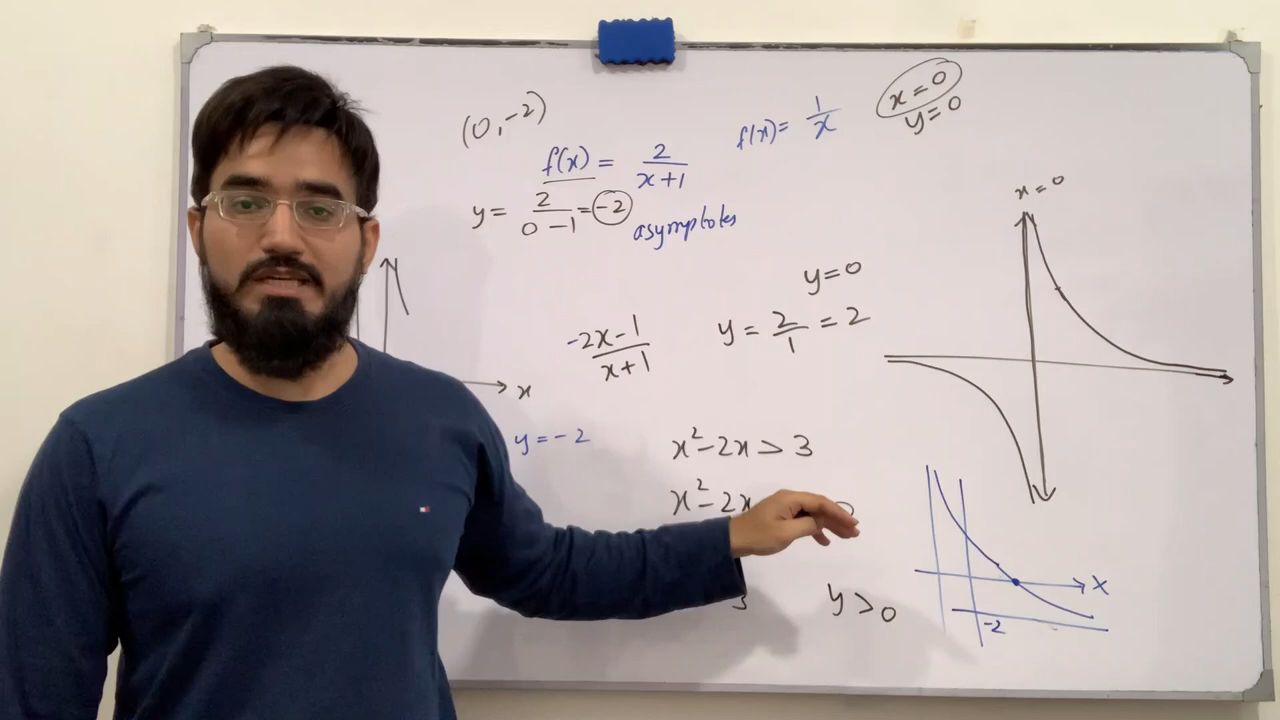 (0, -2)
f(x) = 2/(x+1)
y = 2/(0-1) = -2
asymptotes
f(x) = 1/x
x = 0
y = 0
x = 0
y = 0
(-2x-1)/(x+1)
y = 2/1 = 2
x
y = -2
x² - 2x > 3
x² - 2x
y > 0
x
-2